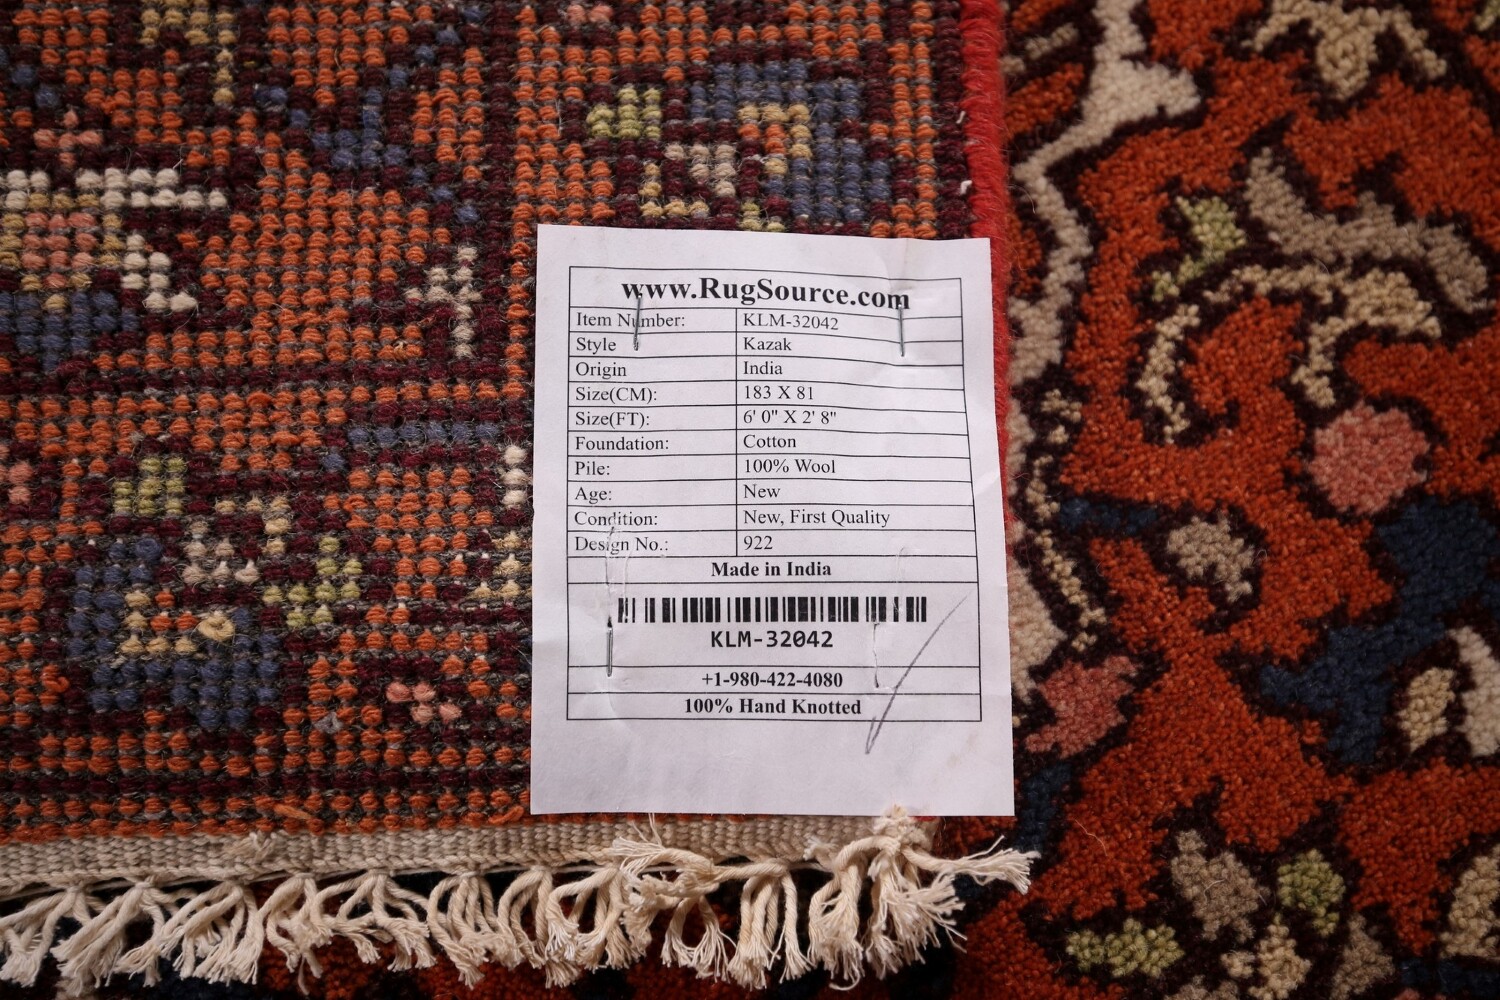 www.RugSource.com
Item Number: KLM-32042
Style Kazak
Origin India
Size(CM): 183 X 81
Size(FT): 6' 0" X 2' 8"
Foundation: Cotton
Pile: 100% Wool
Age: New
Condition: New, First Quality
Design No.: 922
Made in India
KLM-32042
+1-980-422-4080
100% Hand Knotted